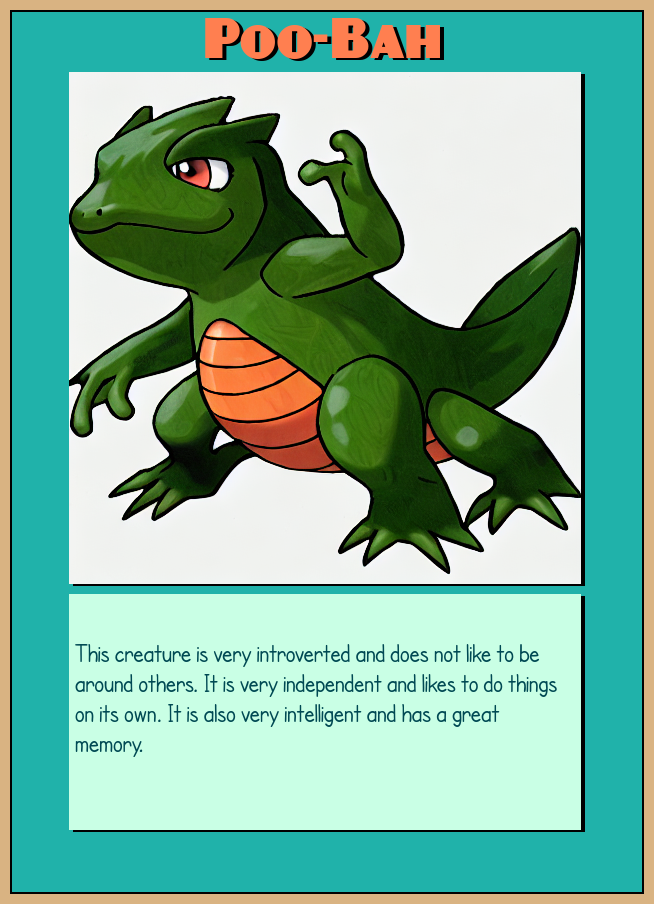 Poo-Bah
This creature is very introverted and does not like to be
around others. It is very independent and likes to do things
on its own. It is also very intelligent and has a great
memory.